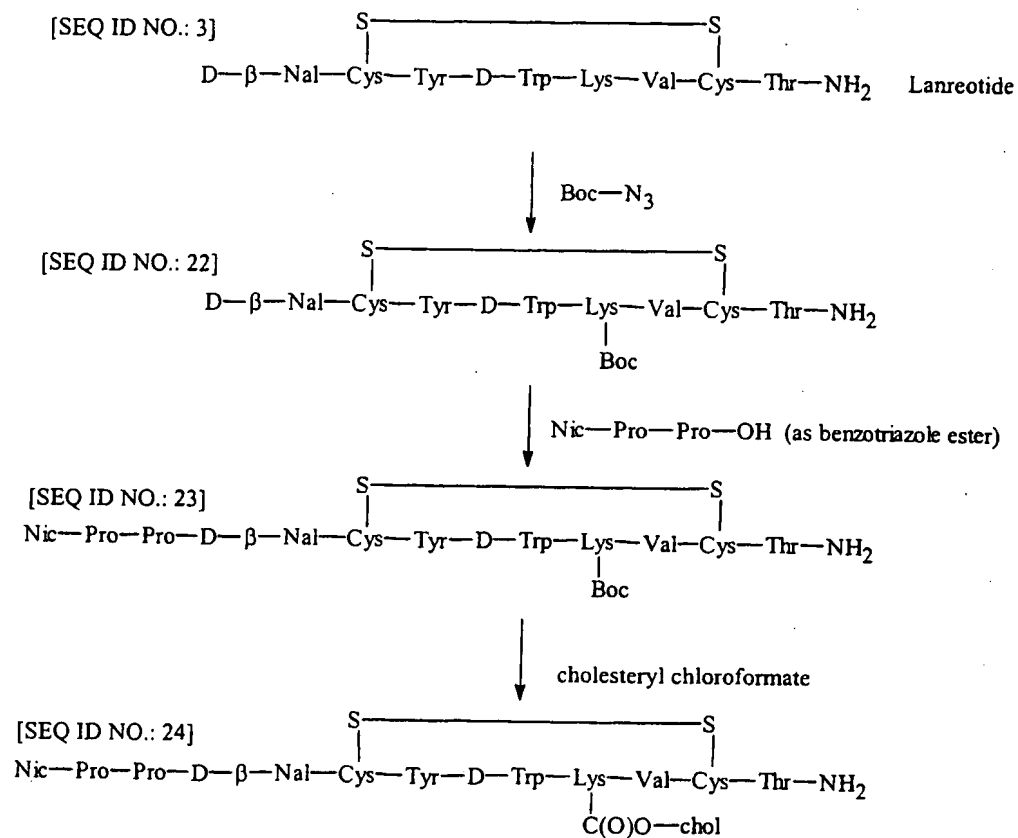 [SEQ ID NO.: 3]
S S
D—β—Nal—Cys—Tyr—D—Trp—Lys—Val—Cys—Thr—NH2 Lanreotide
Boc—N3
[SEQ ID NO.: 22]
S S
D—β—Nal—Cys—Tyr—D—Trp—Lys—Val—Cys—Thr—NH2
Boc
Nic—Pro—Pro—OH (as benzotriazole ester)
[SEQ ID NO.: 23]
S S
Nic—Pro—Pro—D—β—Nal—Cys—Tyr—D—Trp—Lys—Val—Cys—Thr—NH2
Boc
cholesteryl chloroformate
[SEQ ID NO.: 24]
S S
Nic—Pro—Pro—D—β—Nal—Cys—Tyr—D—Trp—Lys—Val—Cys—Thr—NH2
C(O)O—chol